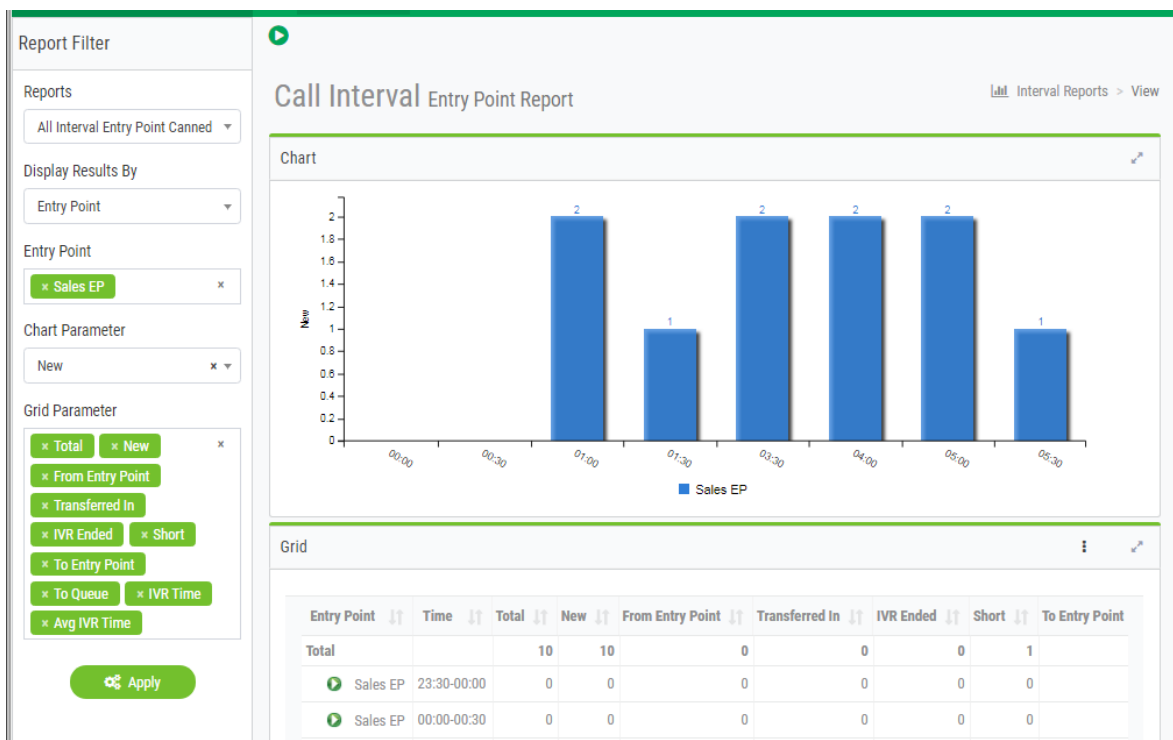 Report Filter
Reports
All Interval Entry Point Canned
Display Results By
Entry Point
Entry Point
× Sales EP ×
Chart Parameter
New ×
Grid Parameter
× Total × New ×
× From Entry Point
× Transferred In
× IVR Ended × Short
× To Entry Point
× To Queue × IVR Time
× Avg IVR Time
Apply
Call Interval Entry Point Report
Interval Reports > View
Chart
New
2
1.8
1.6
1.4
1.2
1
0.8
0.6
0.4
0.2
0
2 1 2 2 2 1
00:00 00:30 01:00 01:30 03:30 04:00 05:00 05:30
Sales EP
Grid
Entry Point Time Total New From Entry Point Transferred In IVR Ended Short To Entry Point
Total 10 10 0 0 0 1
Sales EP 23:30-00:00 0 0 0 0 0 0
Sales EP 00:00-00:30 0 0 0 0 0 0